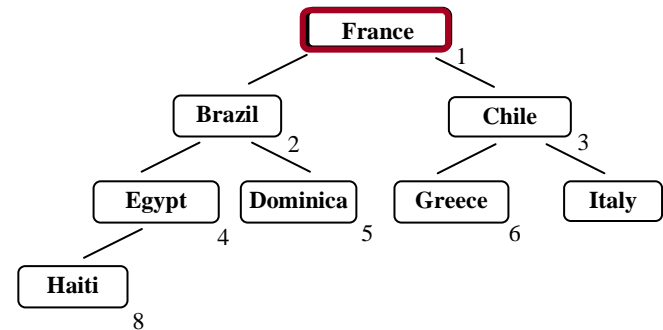 France
1
Brazil
Chile
2
3
Egypt
Dominica
Greece
Italy
4
5
6
Haiti
8